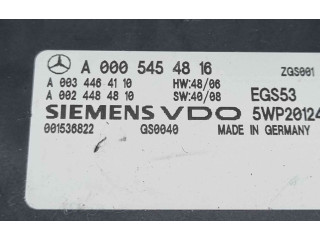 A 000 545 48 16 ZGS001
A 003 446 41 10 HW:48/06
A 002 448 48 10 SW:40/08 EGS53
SIEMENS VDO 5WP20124
001536822 GS0040 MADE IN GERMANY